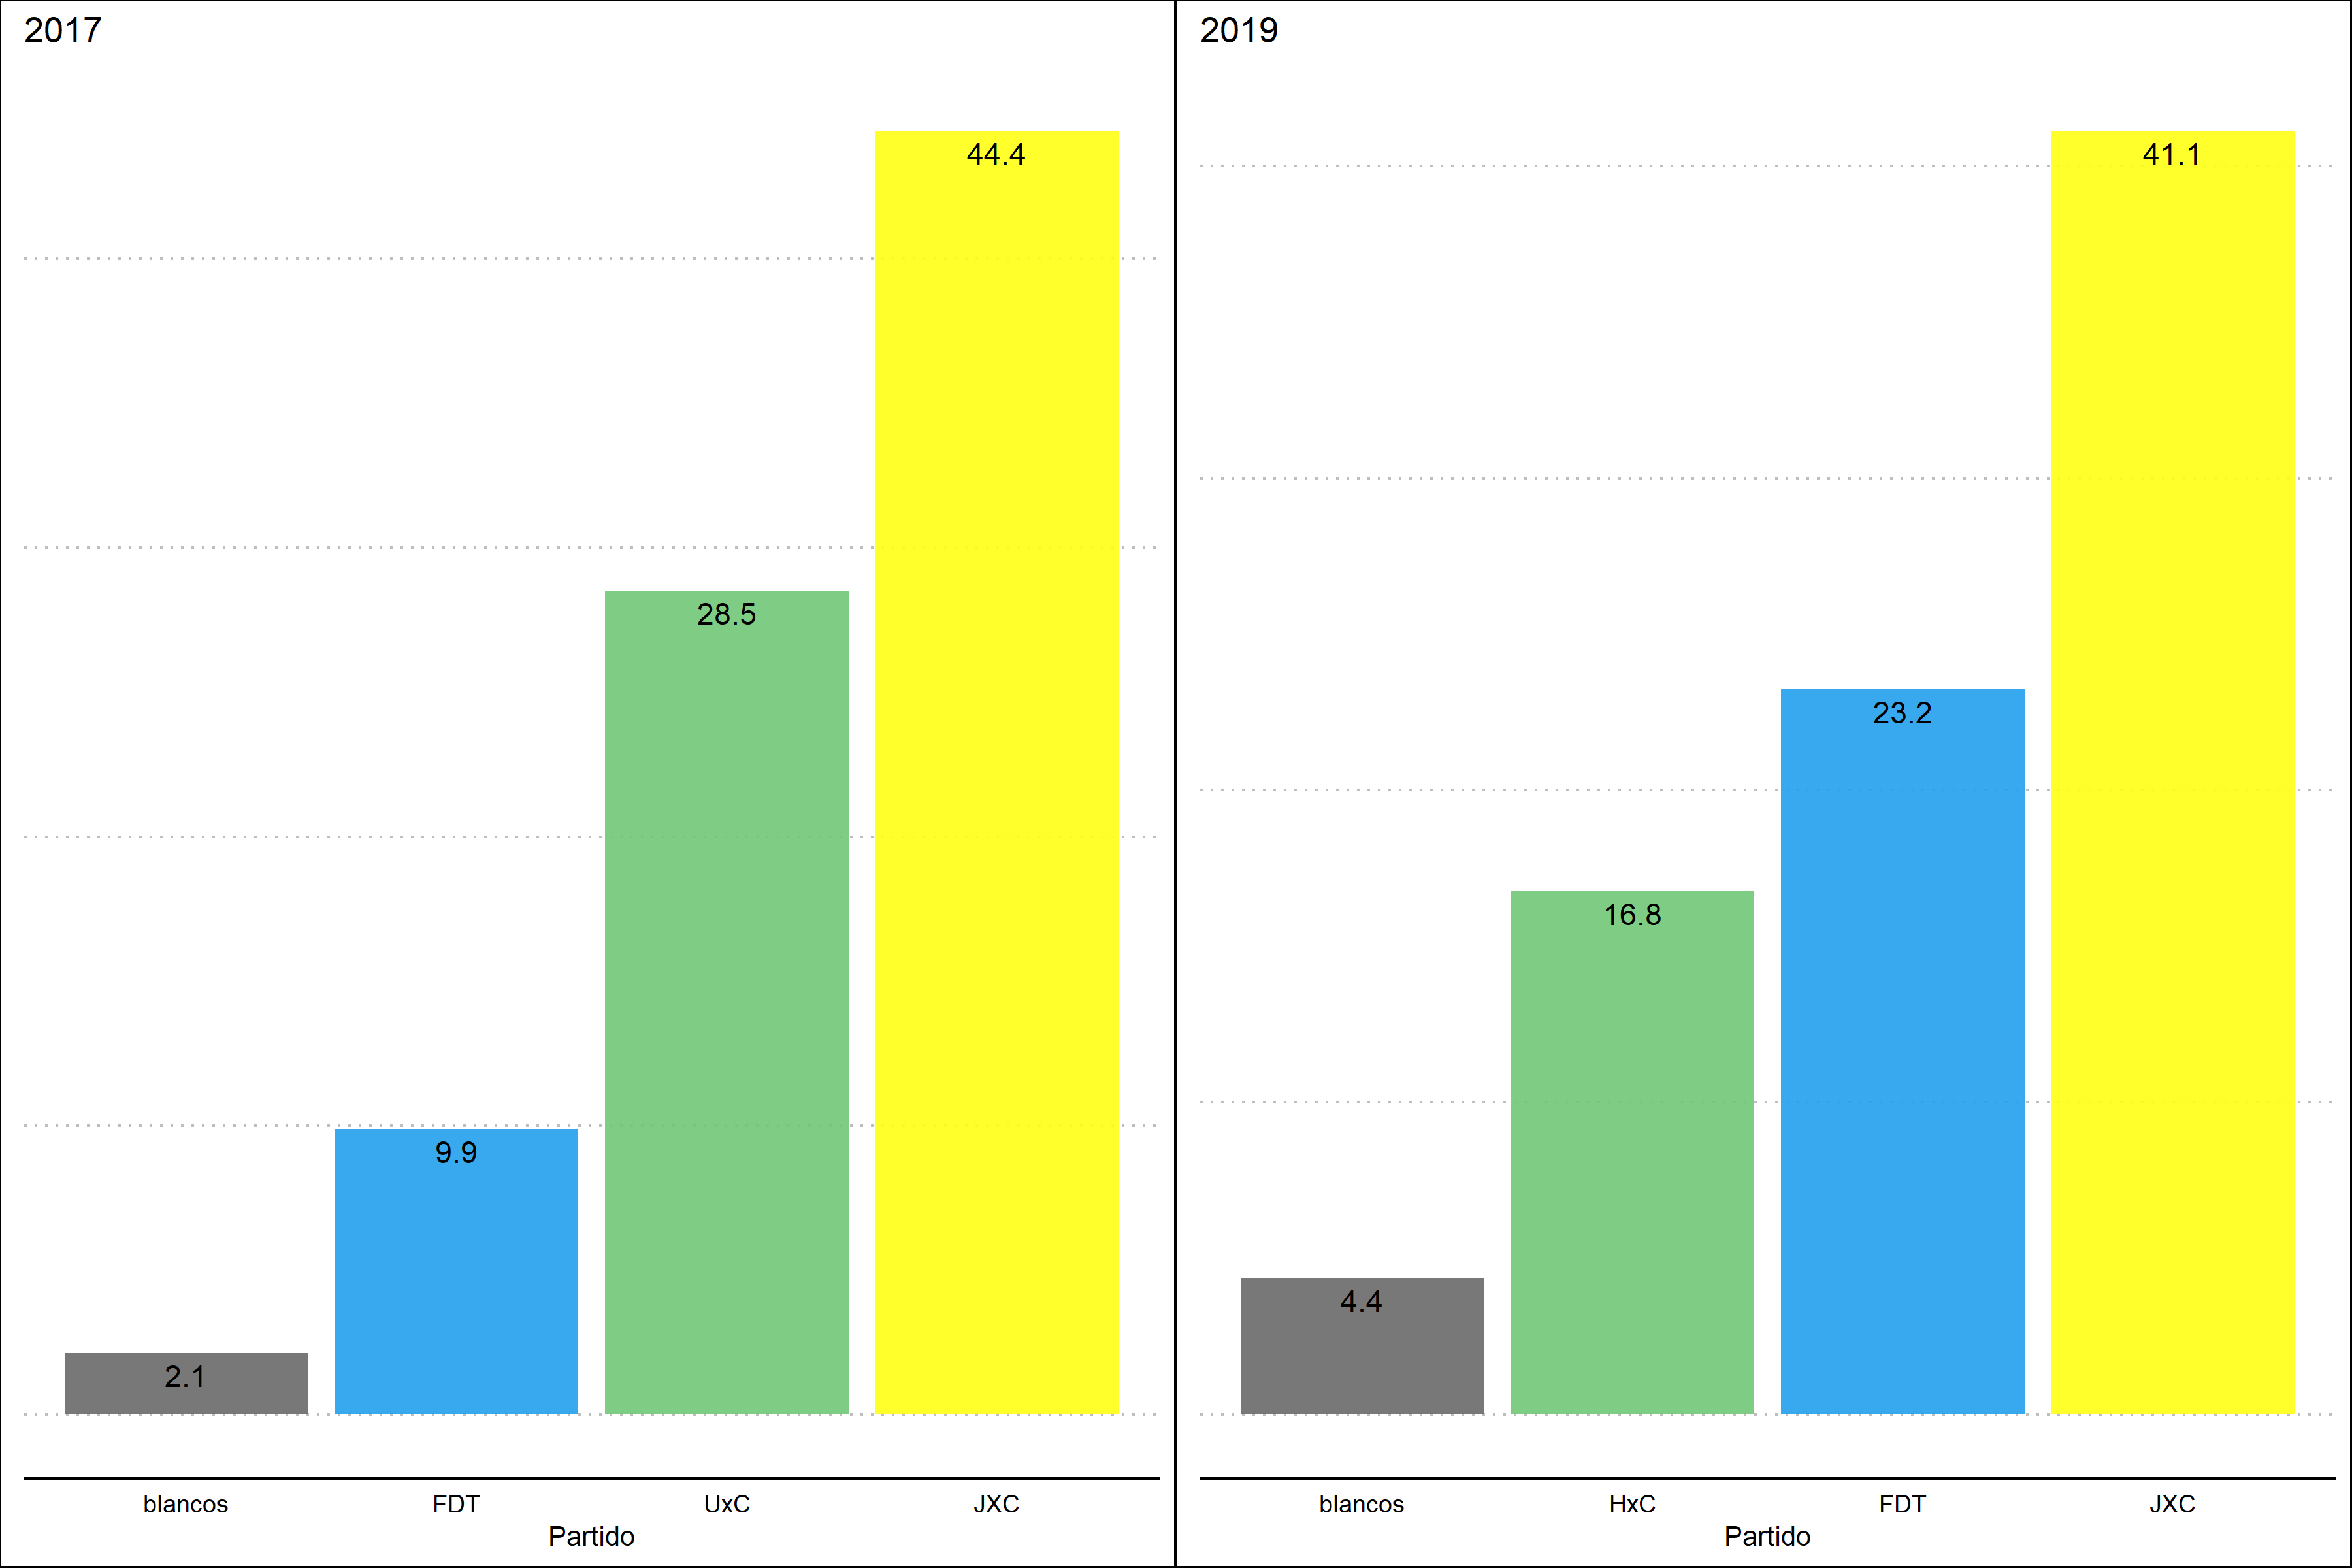 2017
44.4
28.5
9.9
2.1
blancos FDT UxC JXC
Partido
2019
41.1
23.2
16.8
4.4
blancos HxC FDT JXC
Partido